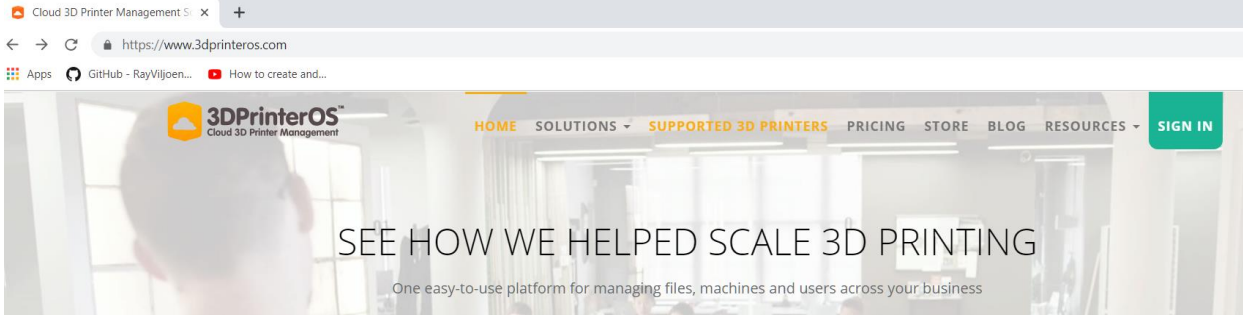 Cloud 3D Printer Management S
https://www.3dprinteros.com
Apps GitHub - RayViljoen... How to create and...
3DPrinterOS™
Cloud 3D Printer Management
HOME SOLUTIONS SUPPORTED 3D PRINTERS PRICING STORE BLOG RESOURCES SIGN IN
SEE HOW WE HELPED SCALE 3D PRINTING
One easy-to-use platform for managing files, machines and users across your business